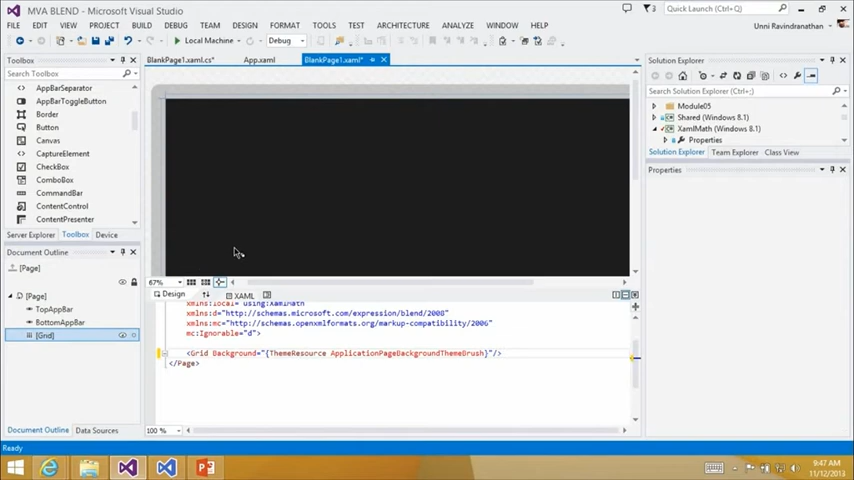 MVA BLEND - Microsoft Visual Studio
Quick Launch (Ctrl+Q)
FILE EDIT VIEW PROJECT BUILD DEBUG TEAM DESIGN FORMAT TOOLS TEST ARCHITECTURE ANALYZE WINDOW HELP
Unni Ravindranathan
Local Machine
Debug
Toolbox
BlankPage1.xaml.cs*
App.xaml
BlankPage1.xaml*
Solution Explorer
Search Toolbox
AppBarSeparator
AppBarToggleButton
Border
Button
Canvas
CaptureElement
CheckBox
ComboBox
CommandBar
ContentControl
ContentPresenter
Server Explorer Toolbox Device
Search Solution Explorer (Ctrl+;)
Module05
Shared (Windows 8.1)
XamlMath (Windows 8.1)
Properties
Solution Explorer Team Explorer Class View
Properties
Document Outline
[Page]
[Page]
TopAppBar
BottomAppBar
[Grid]
67%
Design
XAML
xmlns:local="using:XamlMath"
xmlns:d="http://schemas.microsoft.com/expression/blend/2008"
xmlns:mc="http://schemas.openxmlformats.org/markup-compatibility/2006"
mc:Ignorable="d">
<Grid Background="{ThemeResource ApplicationPageBackgroundThemeBrush}"/>
</Page>
100 %
Document Outline Data Sources
Ready
9:47 AM
11/12/2013